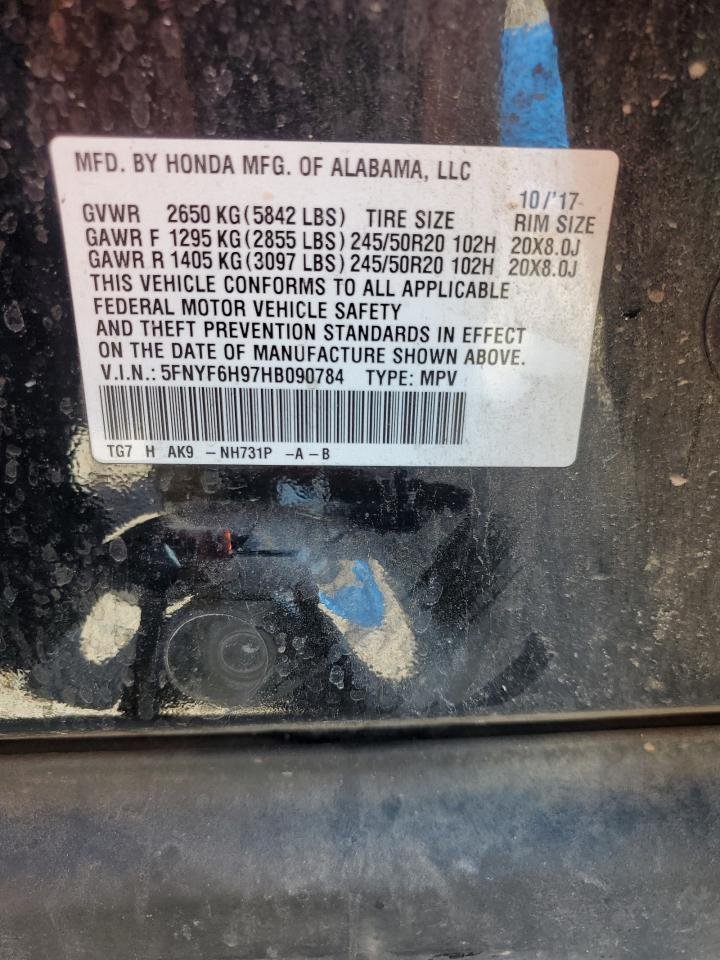 MFD. BY HONDA MFG. OF ALABAMA, LLC
10/'17
GVWR 2650 KG (5842 LBS) TIRE SIZE RIM SIZE
GAWR F 1295 KG (2855 LBS) 245/50R20 102H 20X8.0J
GAWR R 1405 KG (3097 LBS) 245/50R20 102H 20X8.0J
THIS VEHICLE CONFORMS TO ALL APPLICABLE
FEDERAL MOTOR VEHICLE SAFETY
AND THEFT PREVENTION STANDARDS IN EFFECT
ON THE DATE OF MANUFACTURE SHOWN ABOVE.
V.I.N.: 5FNYF6H97HB090784 TYPE: MPV
TG7 H AK9 – NH731P –A – B